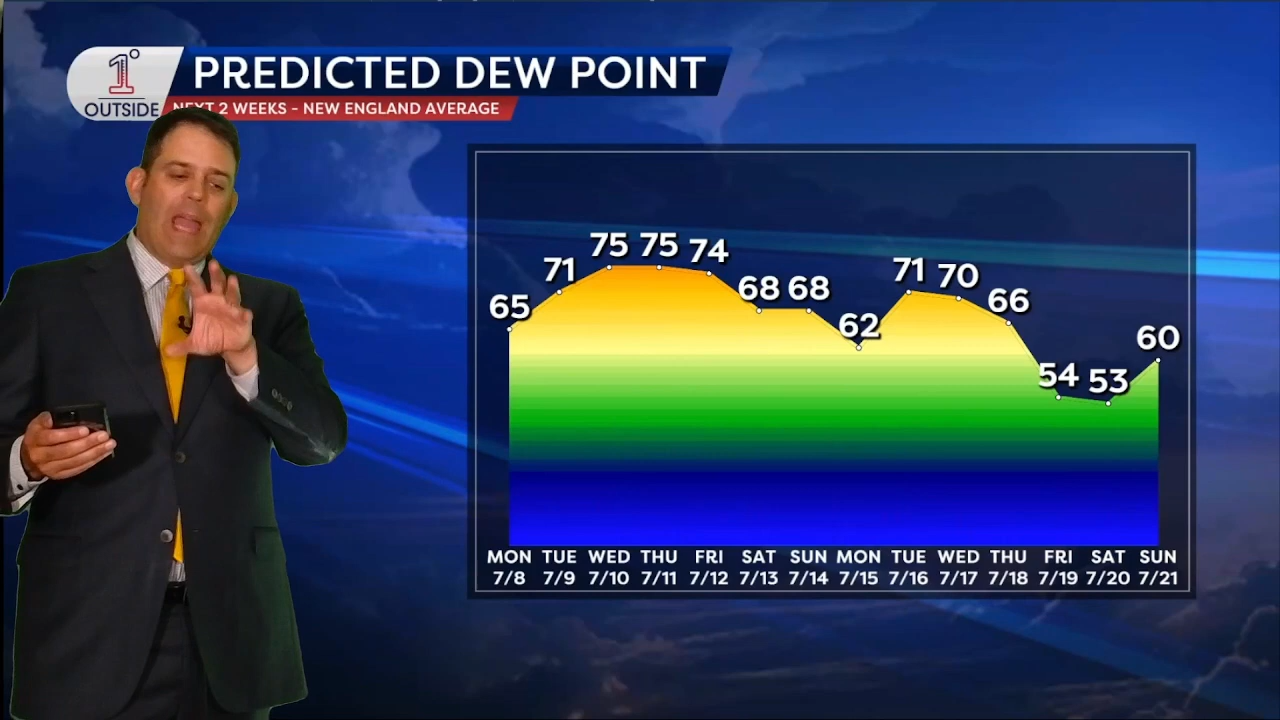 1°
OUTSIDE
PREDICTED DEW POINT
NEXT 2 WEEKS - NEW ENGLAND AVERAGE
65 71 75 75 74 68 68 62 71 70 66 54 53 60
MON TUE WED THU FRI SAT SUN MON TUE WED THU FRI SAT SUN
7/8 7/9 7/10 7/11 7/12 7/13 7/14 7/15 7/16 7/17 7/18 7/19 7/20 7/21